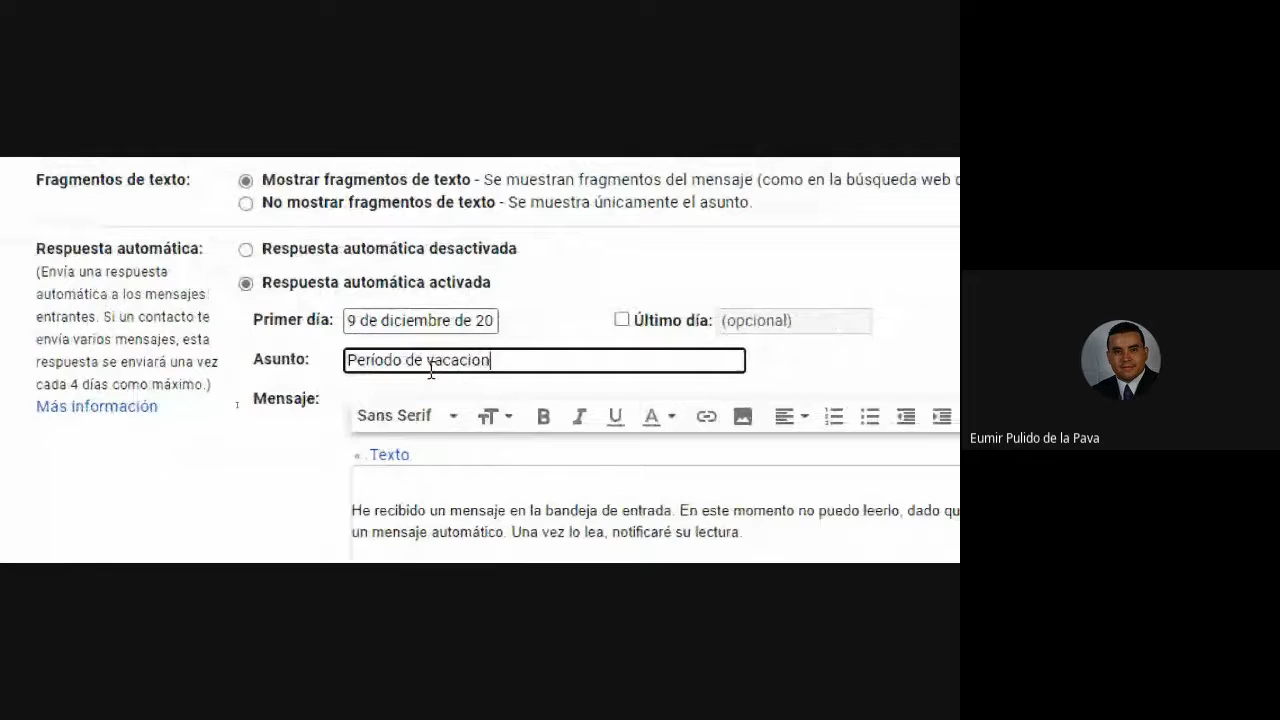 Fragmentos de texto:
Mostrar fragmentos de texto - Se muestran fragmentos del mensaje (como en la búsqueda web
No mostrar fragmentos de texto - Se muestra únicamente el asunto.
Respuesta automática:
(Envía una respuesta
automática a los mensajes
entrantes. Si un contacto te
envía varios mensajes, esta
respuesta se enviará una vez
cada 4 días como máximo.)
Más información
Respuesta automática desactivada
Respuesta automática activada
Primer día: 9 de diciembre de 20
Último día: (opcional)
Asunto: Período de vacacion
Mensaje:
Sans Serif
« Texto
He recibido un mensaje en la bandeja de entrada. En este momento no puedo leerlo, dado qu
un mensaje automático. Una vez lo lea, notificaré su lectura.
Eumir Pulido de la Pava